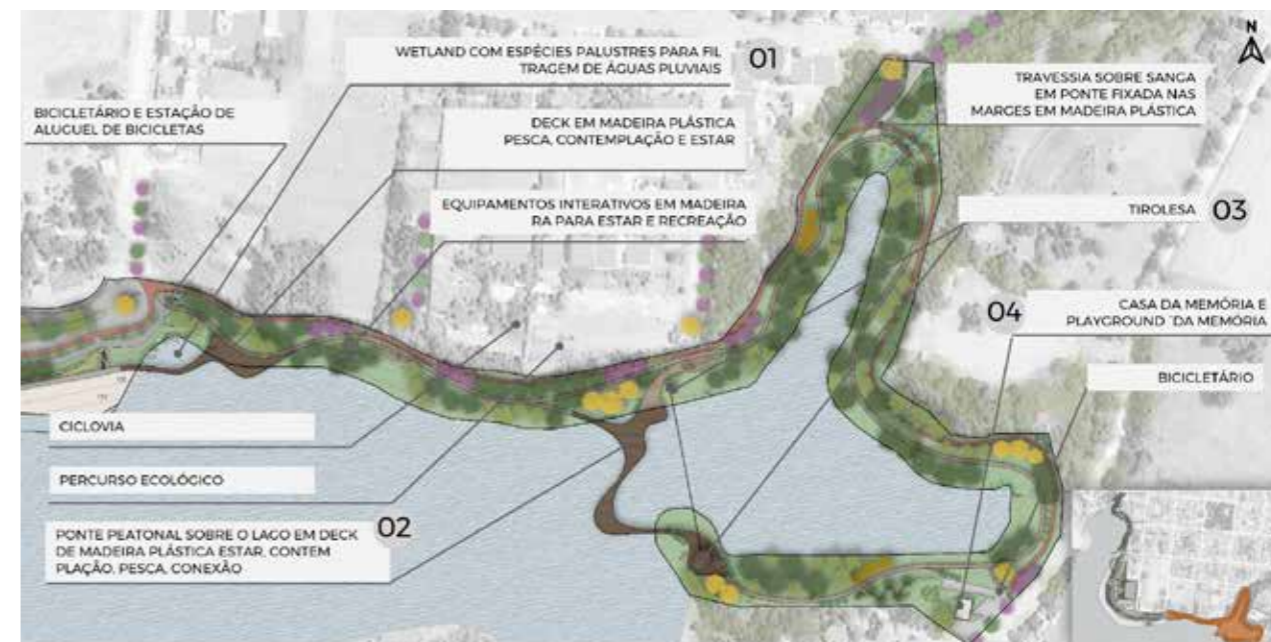 N
WETLAND COM ESPÉCIES PALUSTRES PARA FIL
TRAGEM DE ÁGUAS PLUVIAIS
01
TRAVESSIA SOBRE SANGA
EM PONTE FIXADA NAS
MARGES EM MADEIRA PLÁSTICA
BICICLETÁRIO E ESTAÇÃO DE
ALUGUEL DE BICICLETAS
DECK EM MADEIRA PLÁSTICA
PESCA, CONTEMPLAÇÃO E ESTAR
EQUIPAMENTOS INTERATIVOS EM MADEIRA
RA PARA ESTAR E RECREAÇÃO
TIROLESA
03
04
CASA DA MEMÓRIA E
PLAYGROUND ¨DA MEMÓRIA
BICICLETÁRIO
CICLOVIA
PERCURSO ECOLÓGICO
02
PONTE PEATONAL SOBRE O LAGO EM DECK
DE MADEIRA PLÁSTICA ESTAR, CONTEM
PLAÇÃO, PESCA, CONEXÃO